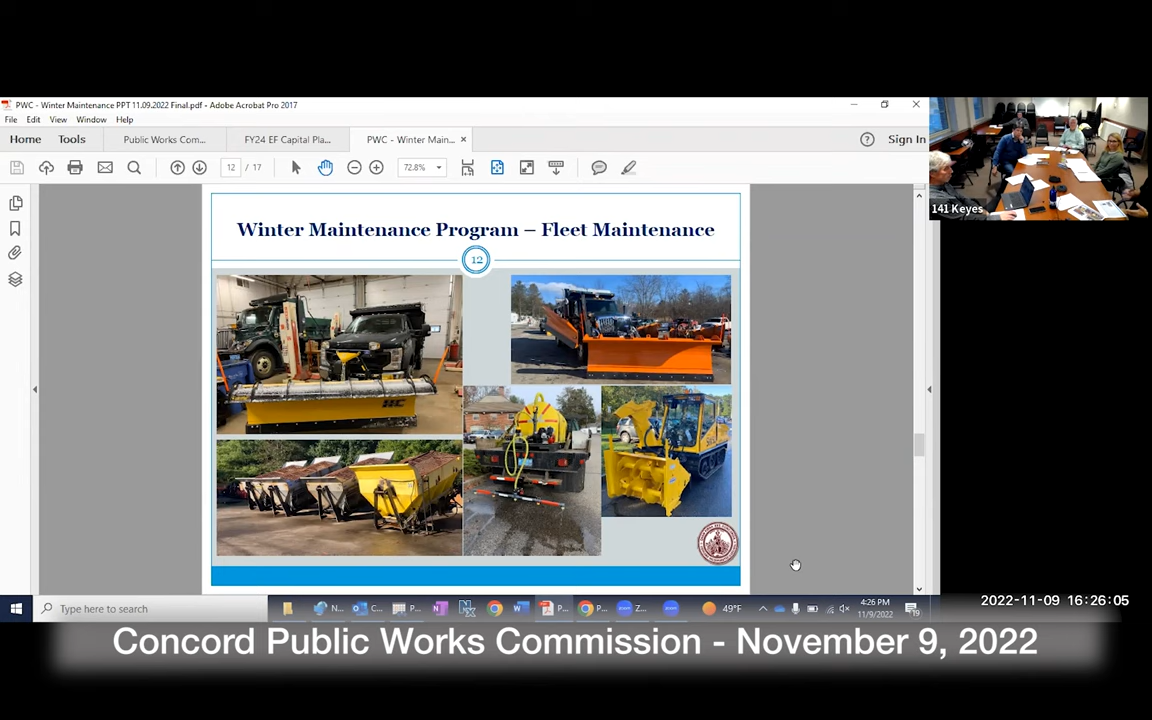 PWC - Winter Maintenance PPT 11.09.2022 Final.pdf - Adobe Acrobat Pro 2017
File Edit View Window Help
Home Tools Public Works Com... FY24 EF Capital Pla... PWC - Winter Main... × Sign In
12 / 17 72.8%
141 Keyes
Winter Maintenance Program – Fleet Maintenance
12
Type here to search
N... C... P... P... P... Z... 49°F
4:26 PM
11/9/2022
19
2022-11-09 16:26:05
Concord Public Works Commission - November 9, 2022